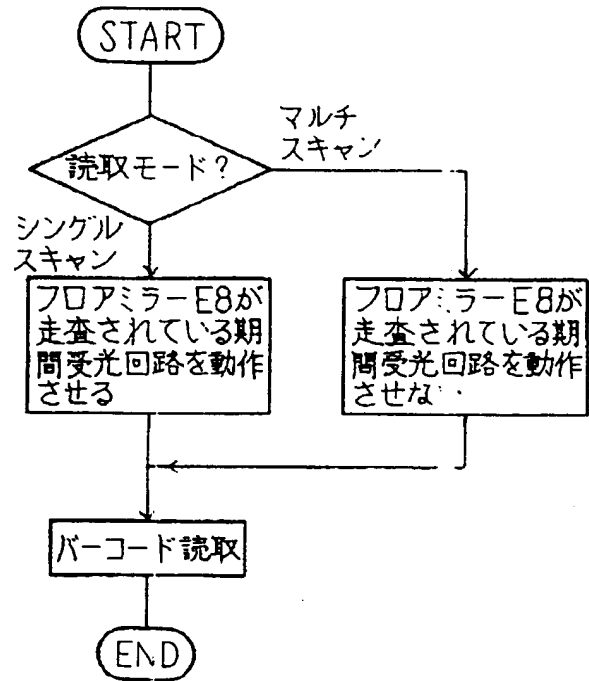 START
読取モード?
マルチ
スキャン
シングル
スキャン
フロアミラーE8が
走査されている期
間受光回路を動作
させる
フロアミラーE8が
走査されている期
間受光回路を動作
させな
バーコード読取
END